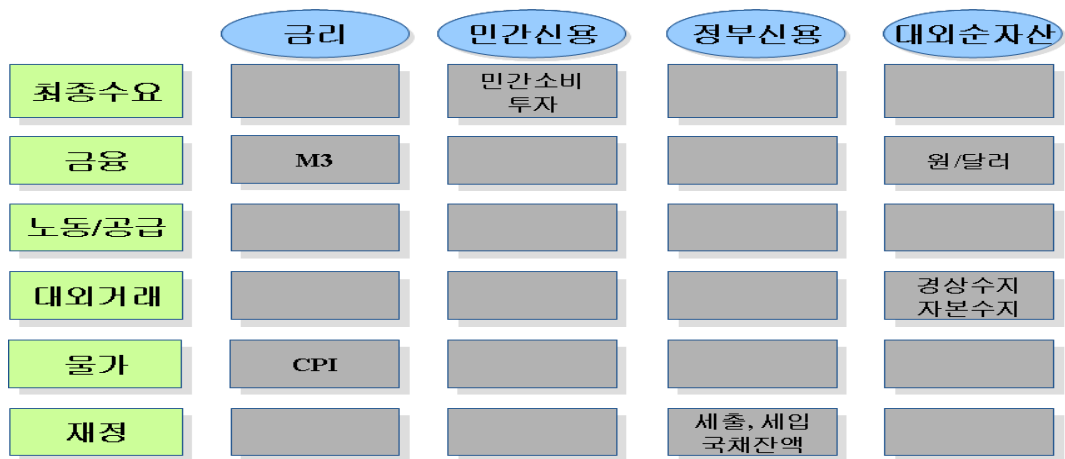 금리 민간신용 정부신용 대외순자산
최종수요 민간소비
투자
금융 M3 원/달러
노동/공급
대외거래 경상수지
자본수지
물가 CPI
재정 세출, 세입
국채잔액